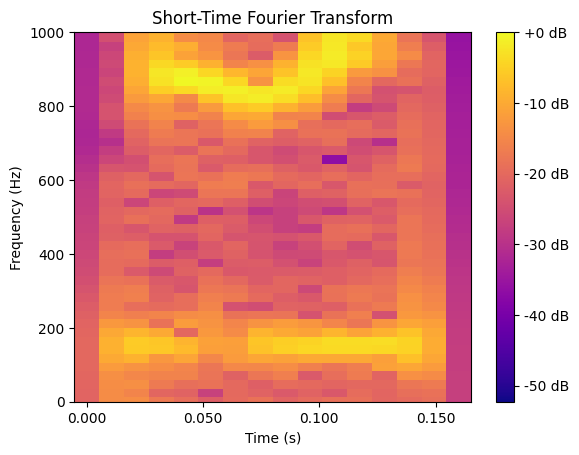 Short-Time Fourier Transform
1000
800
600
400
200
0
Frequency (Hz)
0.000
0.050
0.100
0.150
Time (s)
+0 dB
-10 dB
-20 dB
-30 dB
-40 dB
-50 dB